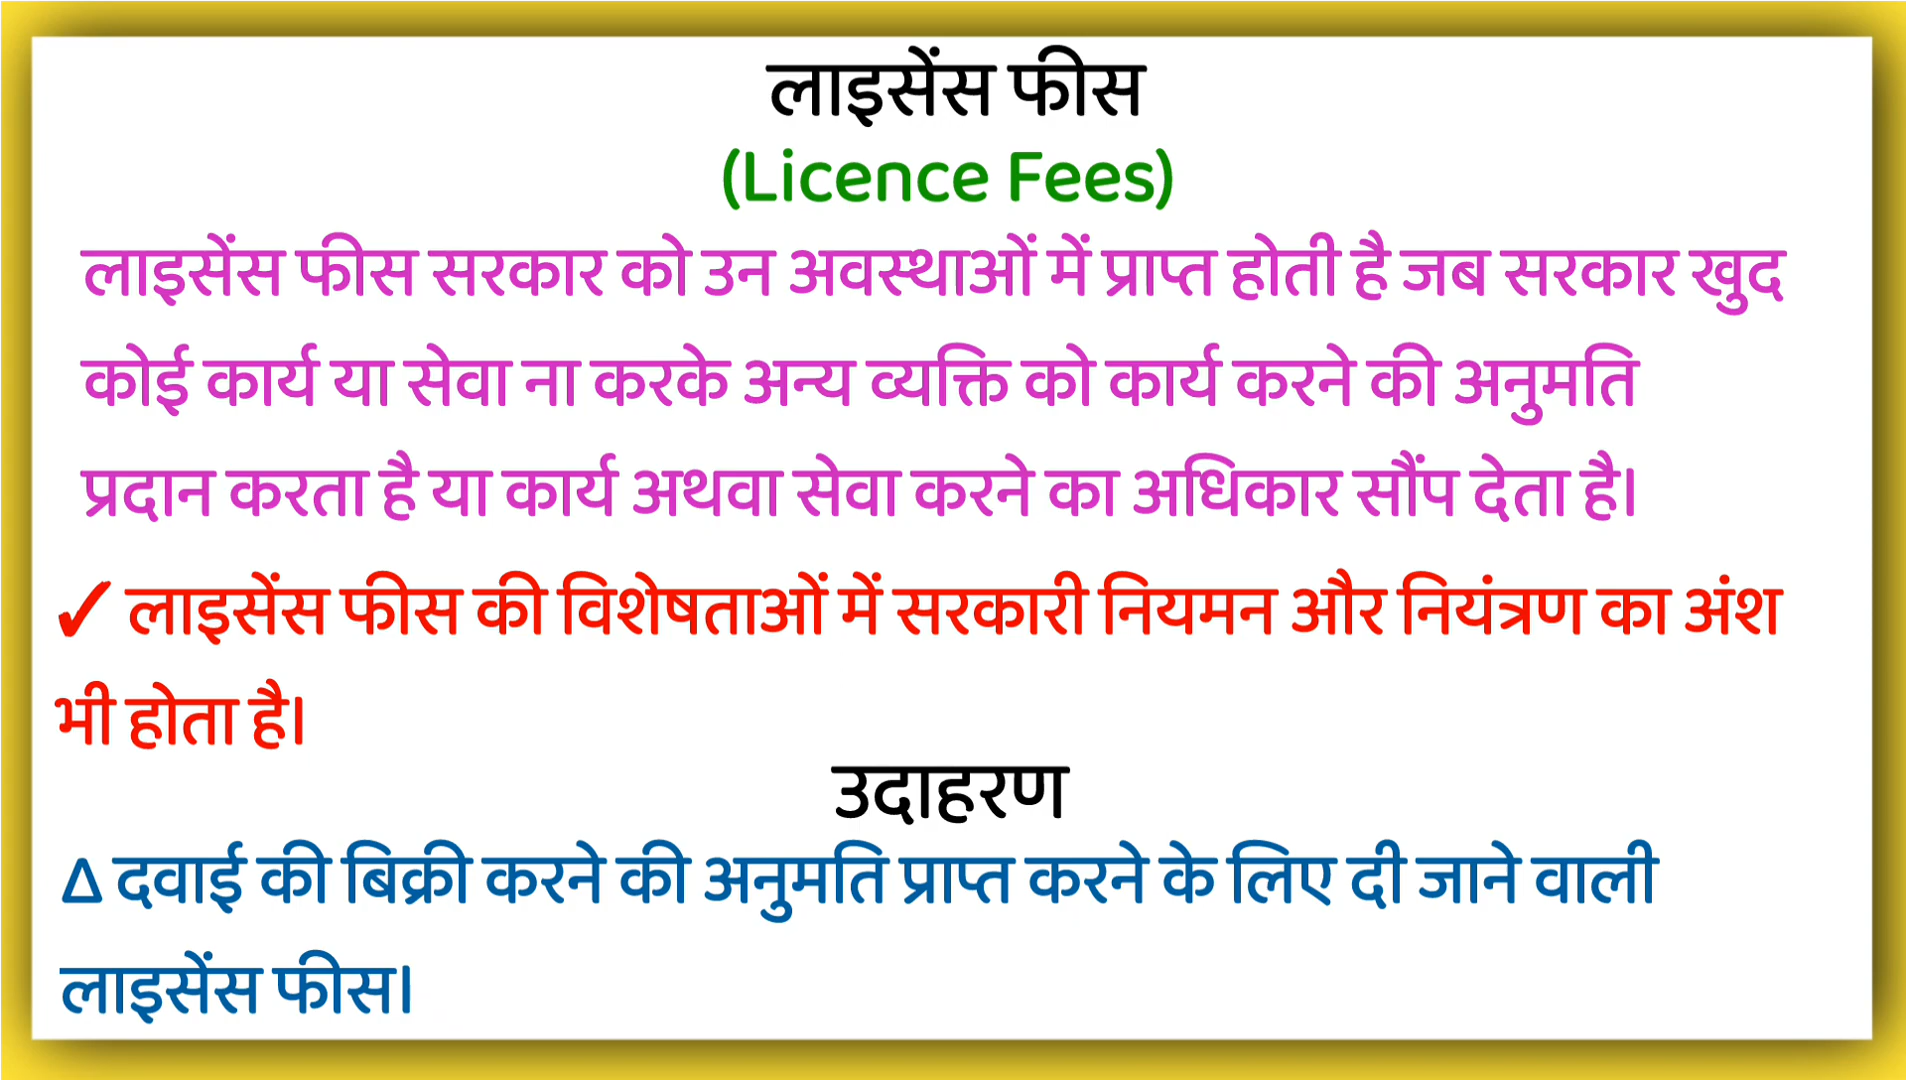 लाइसेंस फीस
(Licence Fees)
लाइसेंस फीस सरकार को उन अवस्थाओं में प्राप्त होती है जब सरकार खुद
कोई कार्य या सेवा ना करके अन्य व्यक्ति को कार्य करने की अनुमति
प्रदान करता है या कार्य अथवा सेवा करने का अधिकार सौंप देता है।
✓ लाइसेंस फीस की विशेषताओं में सरकारी नियमन और नियंत्रण का अंश
भी होता है।
उदाहरण
∆ दवाई की बिक्री करने की अनुमति प्राप्त करने के लिए दी जाने वाली
लाइसेंस फीस।